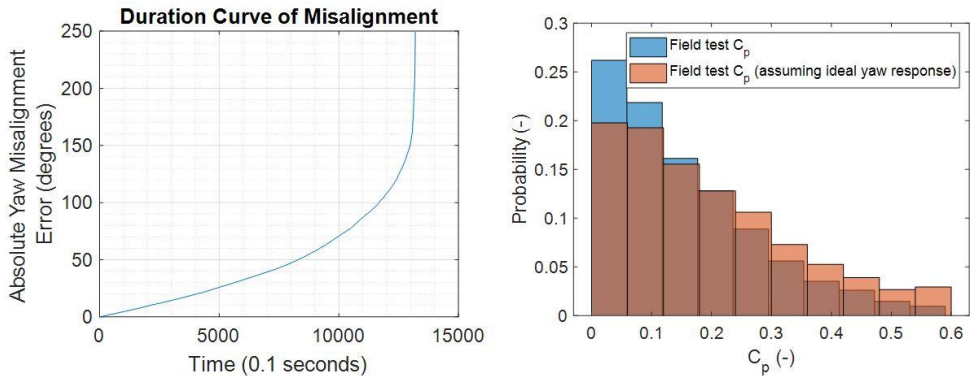 Duration Curve of Misalignment
Absolute Yaw Misalignment
Error (degrees)
250
200
150
100
50
0
0 5000 10000 15000
Time (0.1 seconds)
Probability (-)
0.3
0.25
0.2
0.15
0.1
0.05
0
Field test Cp
Field test Cp (assuming ideal yaw response)
0 0.1 0.2 0.3 0.4 0.5 0.6
Cp (-)